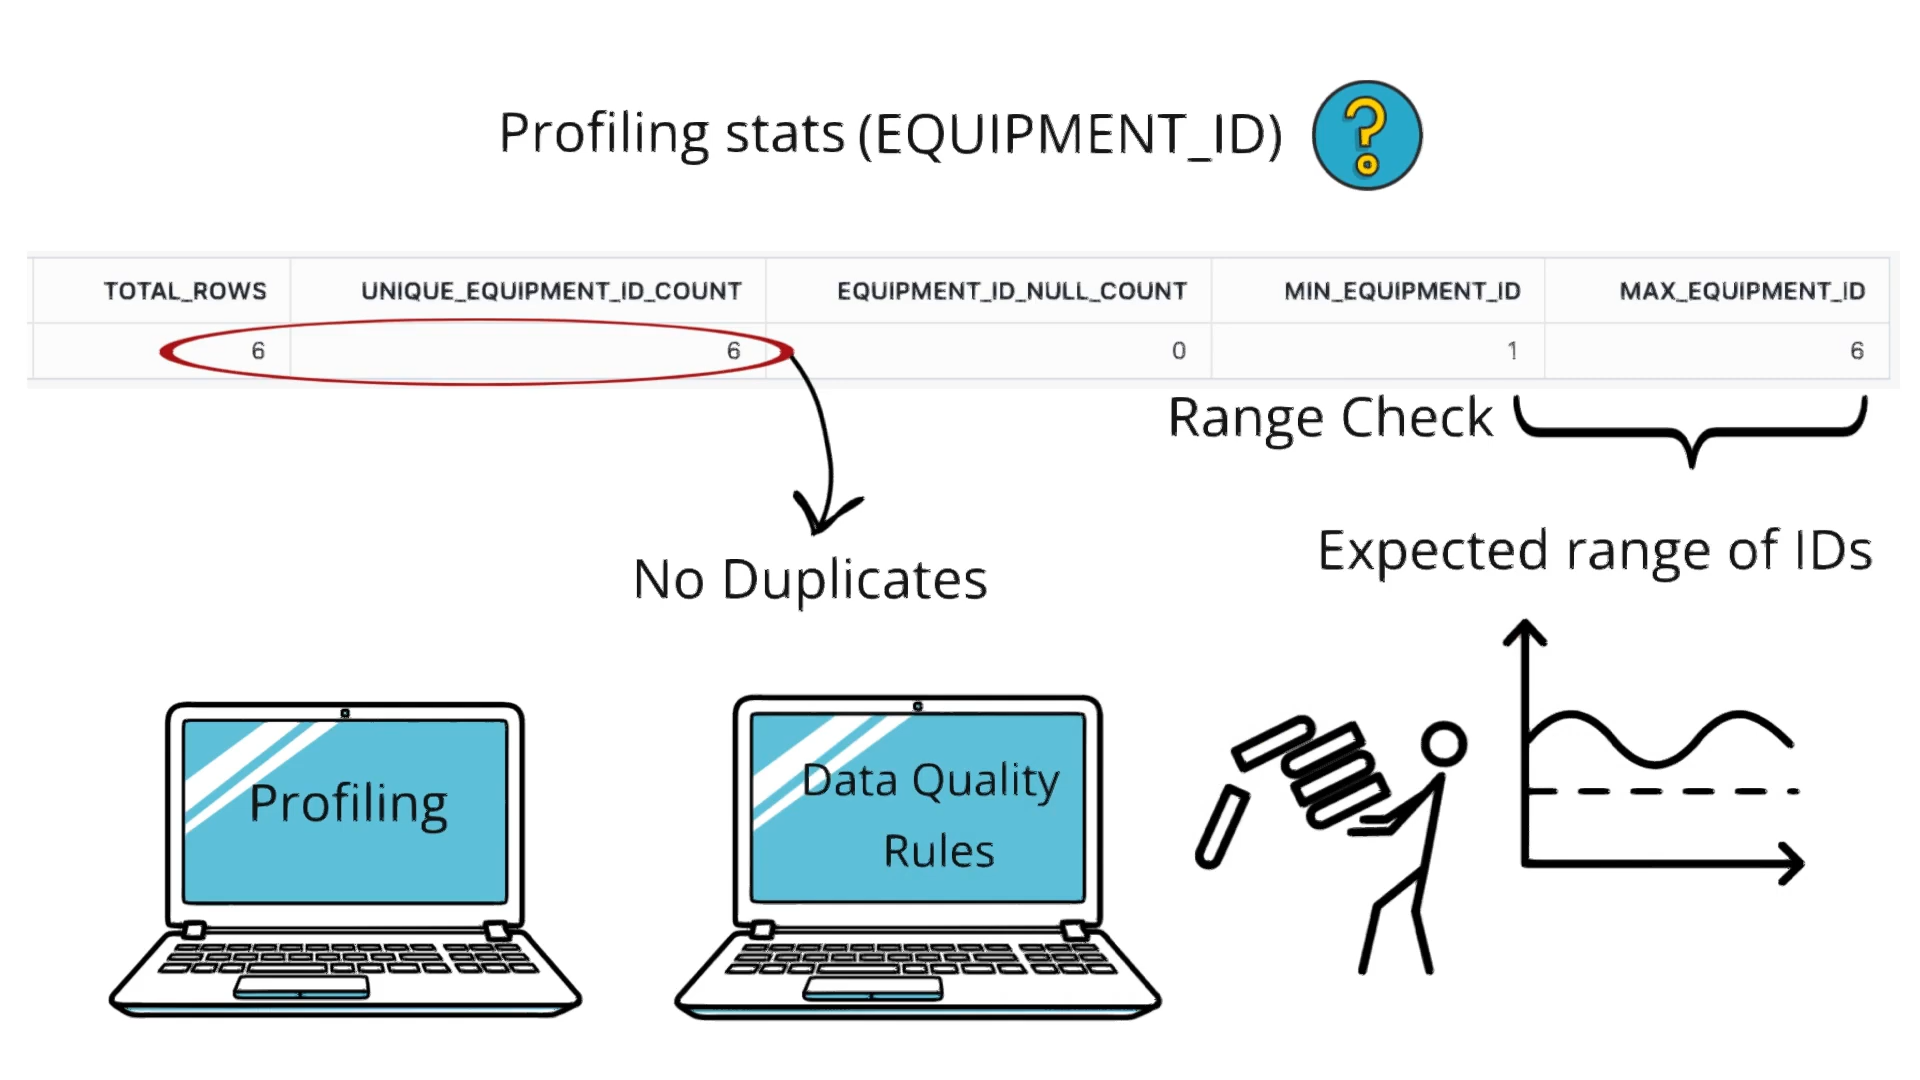 Profiling stats (EQUIPMENT_ID) ?
TOTAL_ROWS UNIQUE_EQUIPMENT_ID_COUNT EQUIPMENT_ID_NULL_COUNT MIN_EQUIPMENT_ID MAX_EQUIPMENT_ID
6 6 0 1 6
Range Check
Expected range of IDs
No Duplicates
Profiling
Data Quality
Rules